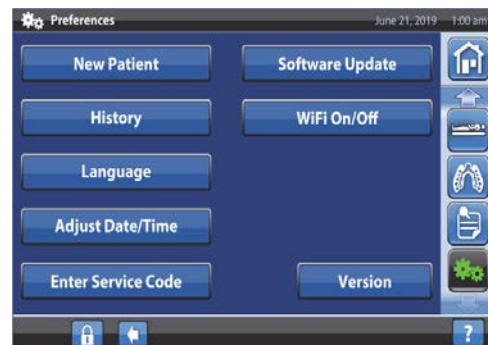 Preferences June 21, 2019 1:00 am
New Patient Software Update
History WiFi On/Off
Language
Adjust Date/Time
Enter Service Code Version
?